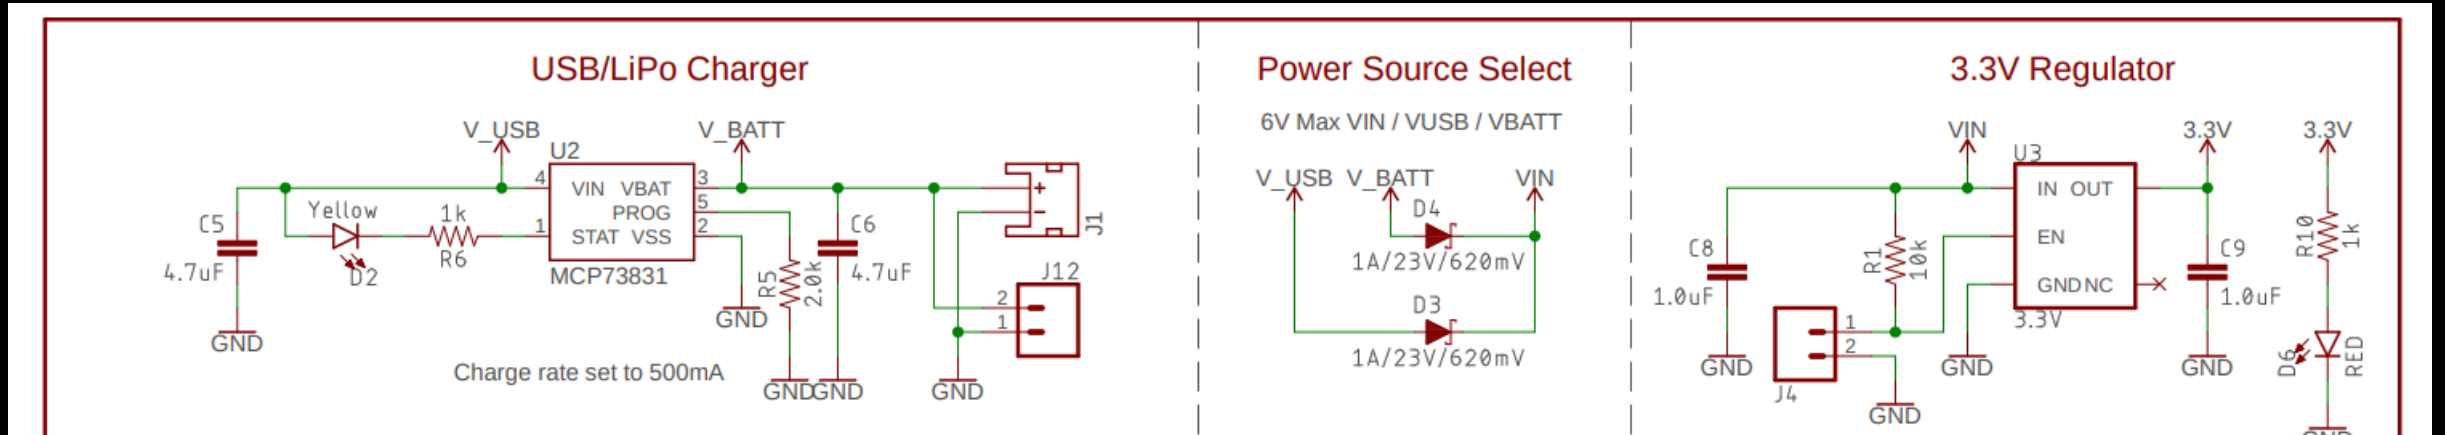 USB/LiPo Charger
V_USB
V_BATT
U2
4
VIN VBAT
3
PROG
5
1
STAT VSS
2
MCP73831
C5
4.7uF
GND
Yellow
D2
1k
R6
GND
R5
2.0k
GND
C6
4.7uF
GND
+
-
J1
J12
2
1
GND
Charge rate set to 500mA
Power Source Select
6V Max VIN / VUSB / VBATT
V_USB
V_BATT
VIN
D4
1A/23V/620mV
D3
1A/23V/620mV
3.3V Regulator
VIN
U3
IN OUT
EN
GND NC
3.3V
3.3V
3.3V
C8
1.0uF
GND
R1
10k
J4
1
2
GND
GND
C9
1.0uF
GND
R10
1k
D6
RED
GND